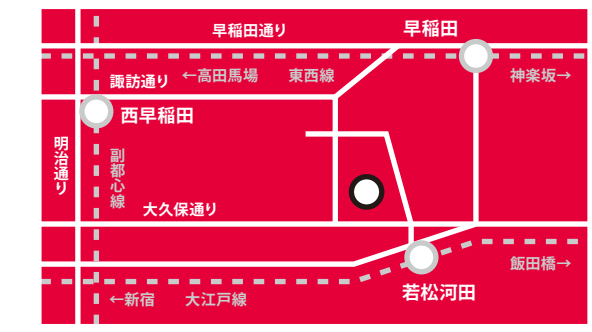 早稲田通り
早稲田
諏訪通り
←高田馬場
東西線
神楽坂→
西早稲田
明治通り
副都心線
大久保通り
飯田橋→
若松河田
←新宿
大江戸線